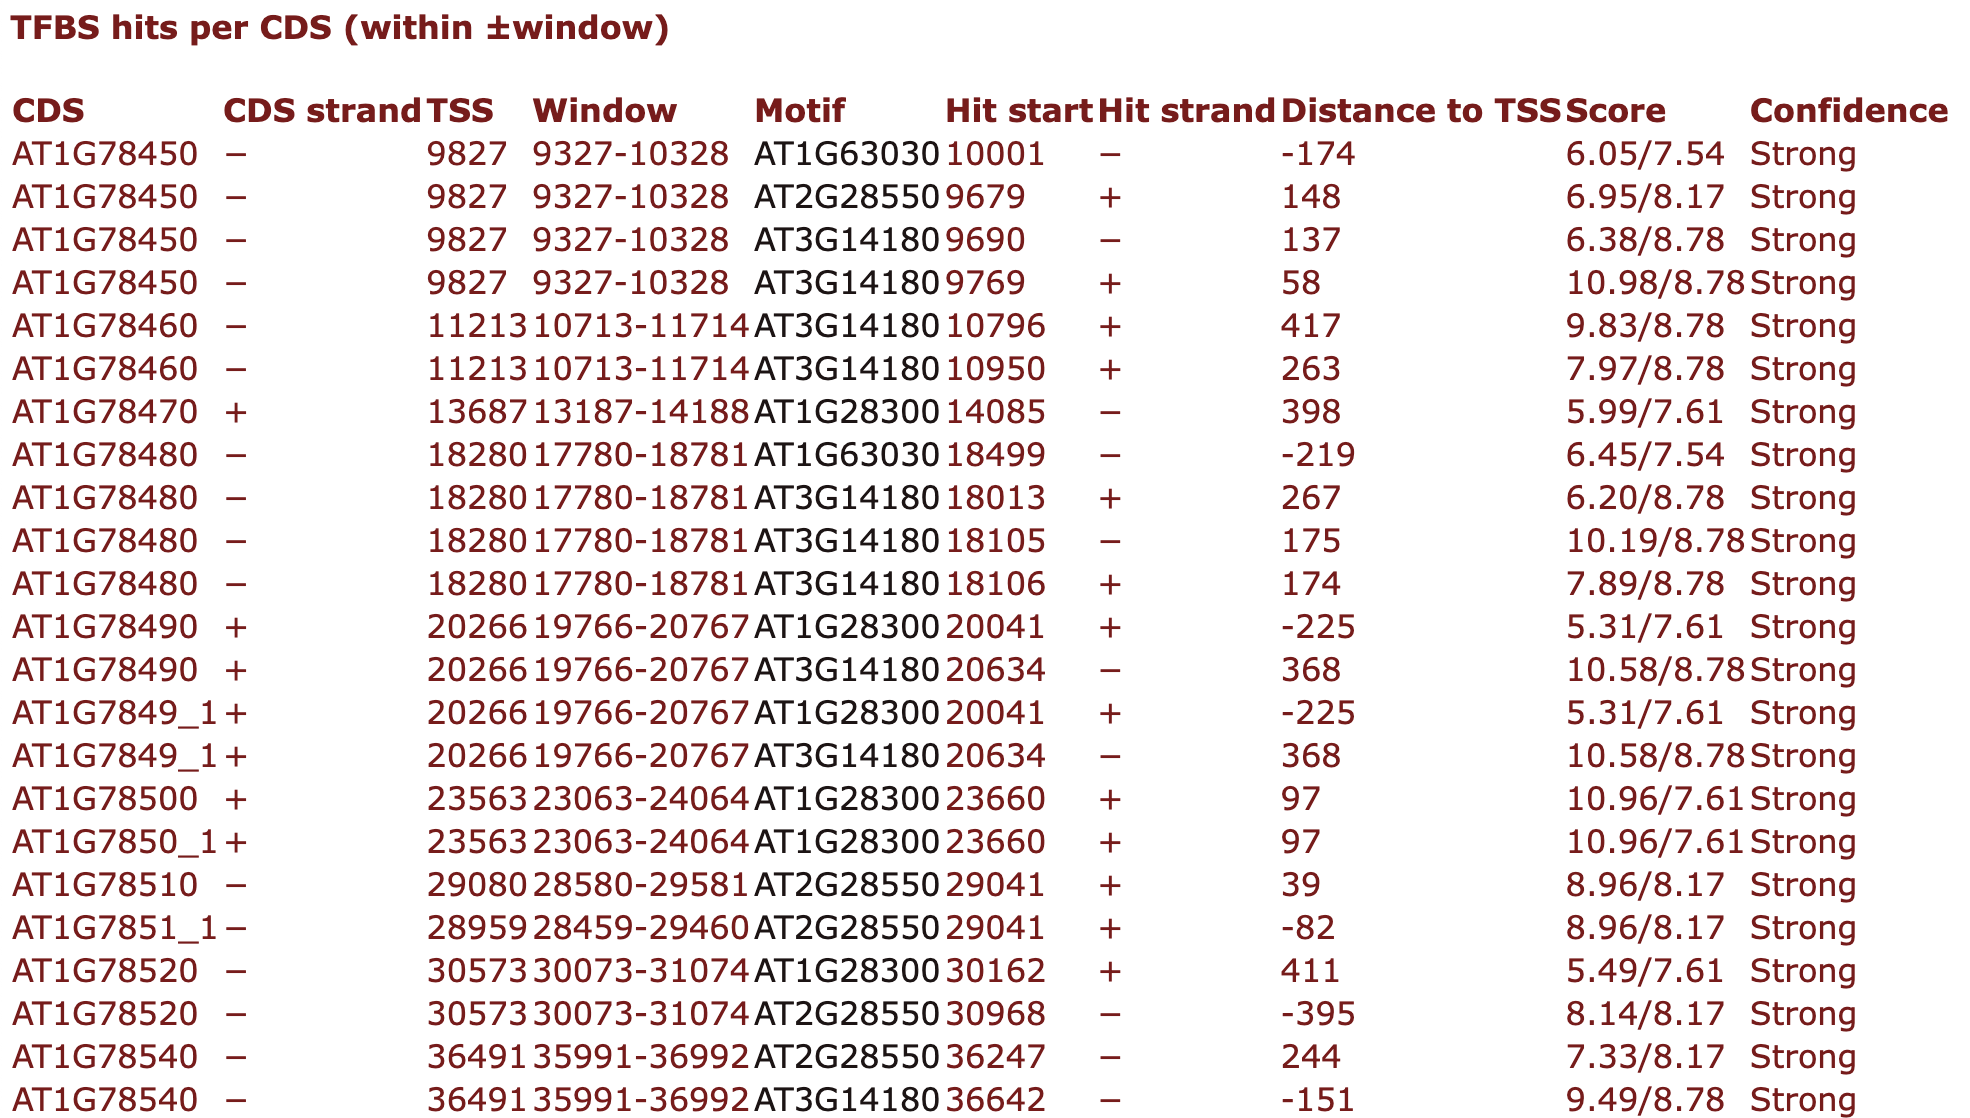 TFBS hits per CDS (within ±window)
CDS CDS strand TSS Window Motif Hit start Hit strand Distance to TSS Score Confidence
AT1G78450 − 9827 9327-10328 AT1G63030 10001 − -174 6.05/7.54 Strong
AT1G78450 − 9827 9327-10328 AT2G28550 9679 + 148 6.95/8.17 Strong
AT1G78450 − 9827 9327-10328 AT3G14180 9690 − 137 6.38/8.78 Strong
AT1G78450 − 9827 9327-10328 AT3G14180 9769 + 58 10.98/8.78 Strong
AT1G78460 − 11213 10713-11714 AT3G14180 10796 + 417 9.83/8.78 Strong
AT1G78460 − 11213 10713-11714 AT3G14180 10950 + 263 7.97/8.78 Strong
AT1G78470 + 13687 13187-14188 AT1G28300 14085 − 398 5.99/7.61 Strong
AT1G78480 − 18280 17780-18781 AT1G63030 18499 − -219 6.45/7.54 Strong
AT1G78480 − 18280 17780-18781 AT3G14180 18013 + 267 6.20/8.78 Strong
AT1G78480 − 18280 17780-18781 AT3G14180 18105 − 175 10.19/8.78 Strong
AT1G78480 − 18280 17780-18781 AT3G14180 18106 + 174 7.89/8.78 Strong
AT1G78490 + 20266 19766-20767 AT1G28300 20041 + -225 5.31/7.61 Strong
AT1G78490 + 20266 19766-20767 AT3G14180 20634 − 368 10.58/8.78 Strong
AT1G7849_1 + 20266 19766-20767 AT1G28300 20041 + -225 5.31/7.61 Strong
AT1G7849_1 + 20266 19766-20767 AT3G14180 20634 − 368 10.58/8.78 Strong
AT1G78500 + 23563 23063-24064 AT1G28300 23660 + 97 10.96/7.61 Strong
AT1G7850_1 + 23563 23063-24064 AT1G28300 23660 + 97 10.96/7.61 Strong
AT1G78510 − 29080 28580-29581 AT2G28550 29041 + 39 8.96/8.17 Strong
AT1G7851_1 − 28959 28459-29460 AT2G28550 29041 + -82 8.96/8.17 Strong
AT1G78520 − 30573 30073-31074 AT1G28300 30162 + 411 5.49/7.61 Strong
AT1G78520 − 30573 30073-31074 AT2G28550 30968 − -395 8.14/8.17 Strong
AT1G78540 − 36491 35991-36992 AT2G28550 36247 − 244 7.33/8.17 Strong
AT1G78540 − 36491 35991-36992 AT3G14180 36642 − -151 9.49/8.78 Strong